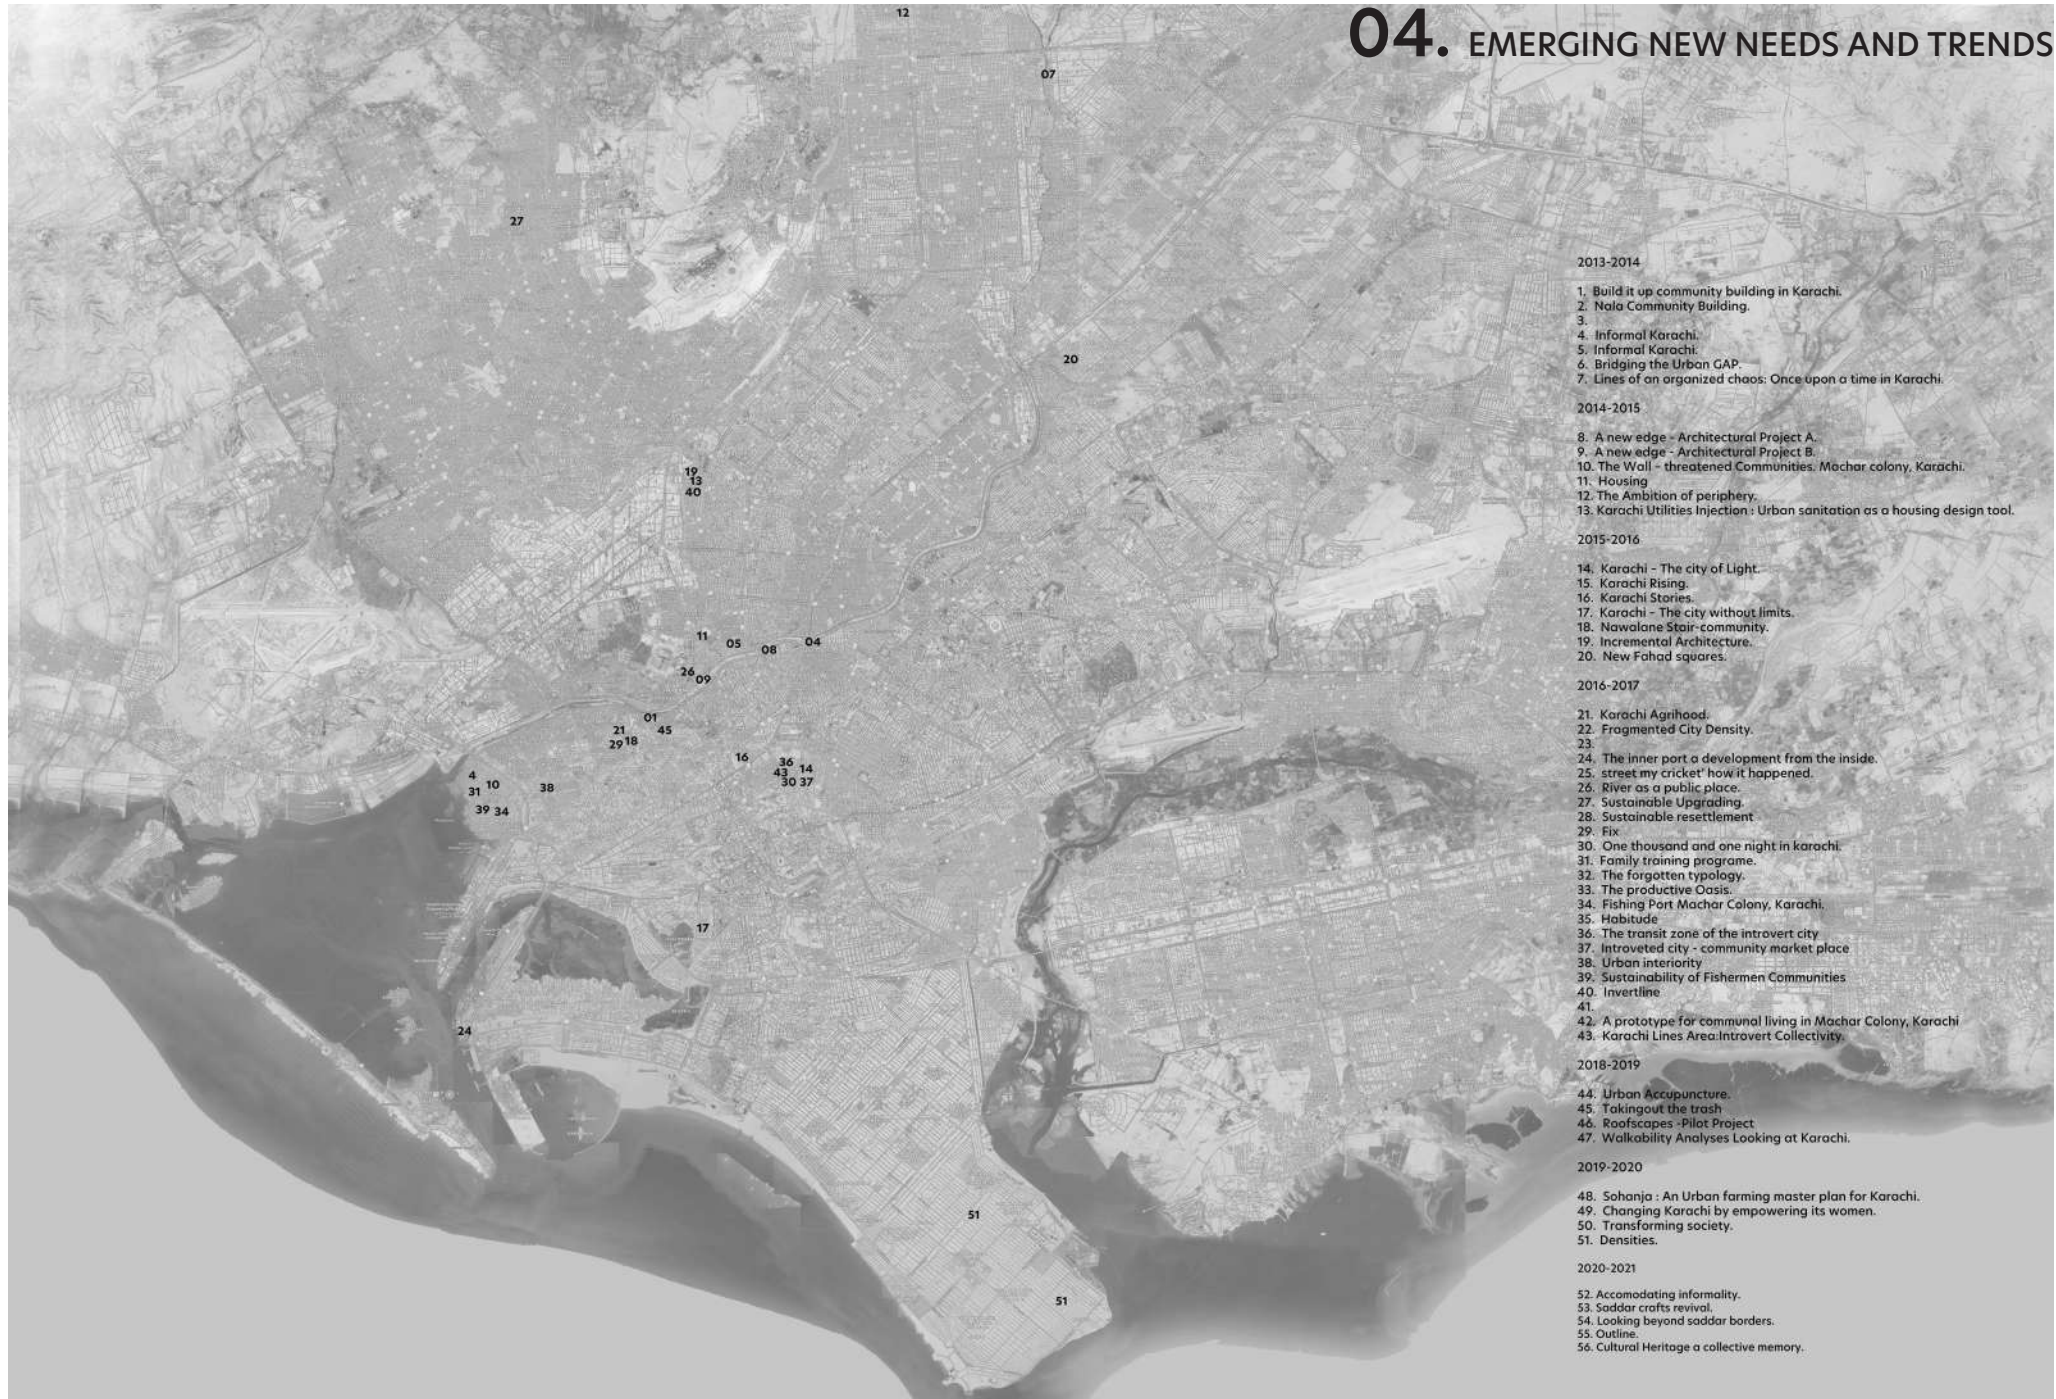 12
04. EMERGING NEW NEEDS AND TRENDS
07
27
2013-2014
1. Build it up community building in Karachi.
2. Nala Community Building.
3.
4. Informal Karachi.
5. Informal Karachi.
6. Bridging the Urban GAP.
7. Lines of an organized chaos: Once upon a time in Karachi.
20
2014-2015
8. A new edge - Architectural Project A.
9. A new edge - Architectural Project B.
10. The Wall - threatened Communities. Machar colony, Karachi.
11. Housing
12. The Ambition of periphery.
13. Karachi Utilities Injection : Urban sanitation as a housing design tool.
19
13
40
2015-2016
14. Karachi - The city of Light.
15. Karachi Rising.
16. Karachi Stories.
17. Karachi - The city without limits.
18. Nawalane Stair-community.
19. Incremental Architecture.
20. New Fahad squares.
11
05
08
04
26
09
2016-2017
21. Karachi Agrihood.
22. Fragmented City Density.
23.
24. The inner port a development from the inside.
25. street my cricket' how it happened.
26. River as a public place.
27. Sustainable Upgrading.
28. Sustainable resettlement
29. Fix
30. One thousand and one night in karachi.
31. Family training programe.
32. The forgotten typology.
33. The productive Oasis.
34. Fishing Port Machar Colony, Karachi.
35. Habitude
36. The transit zone of the introvert city
37. Introveted city - community market place
38. Urban interiority
39. Sustainability of Fishermen Communities
40. Invertline
41.
42. A prototype for communal living in Machar Colony, Karachi
43. Karachi Lines Area:Introvert Collectivity.
01
21
45
29
18
16
36
43
14
30
37
4
10
31
38
39
34
17
24
2018-2019
44. Urban Accupuncture.
45. Takingout the trash
46. Roofscapes -Pilot Project
47. Walkability Analyses Looking at Karachi.
2019-2020
48. Sohanja : An Urban farming master plan for Karachi.
49. Changing Karachi by empowering its women.
50. Transforming society.
51. Densities.
51
51
2020-2021
52. Accomodating informality.
53. Saddar crafts revival.
54. Looking beyond saddar borders.
55. Outline.
56. Cultural Heritage a collective memory.